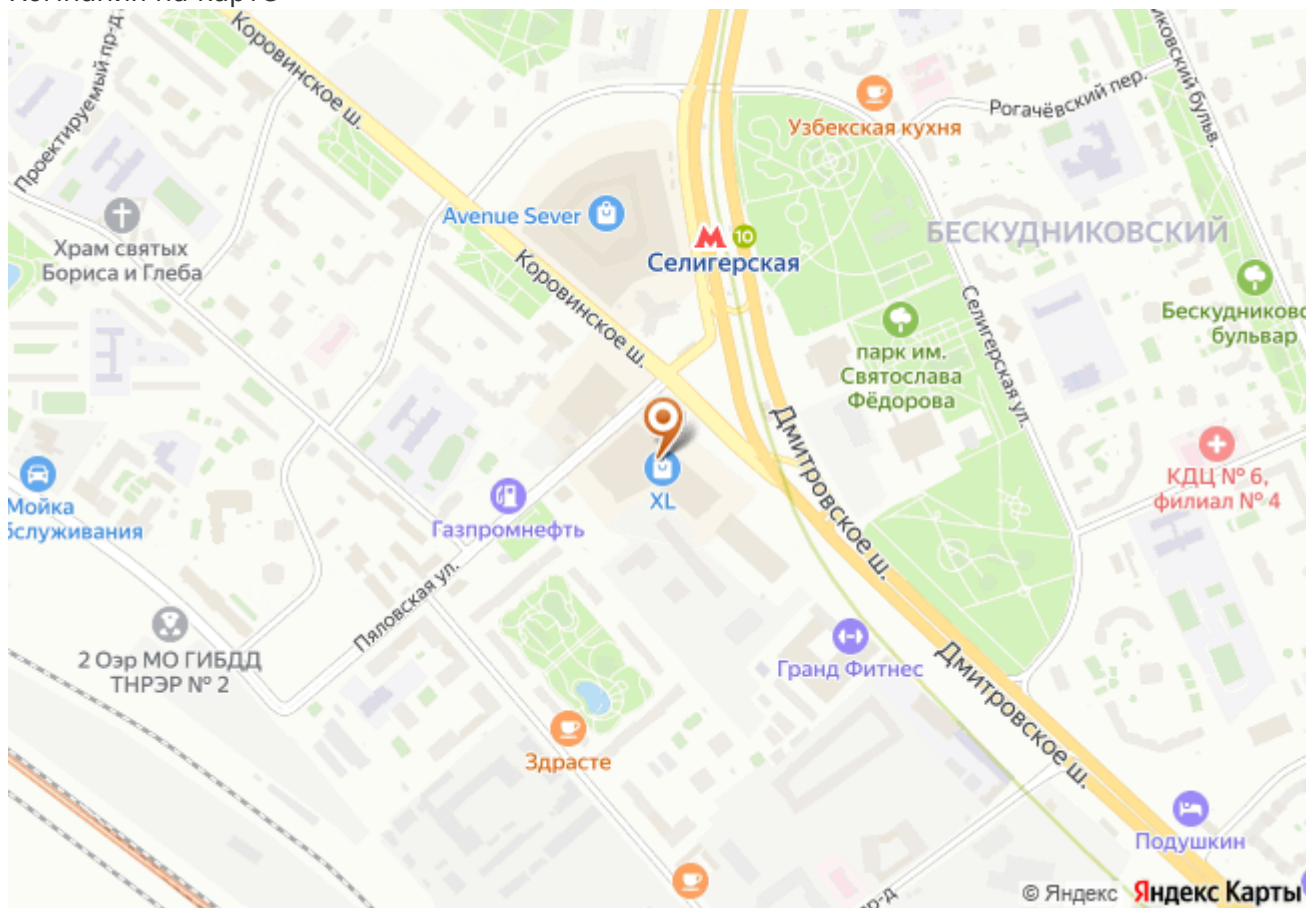 Коровинское ш.
Проектируемый пр-д
Узбекская кухня
Рогачёвский пер.
Avenue Sever
10
Селигерская
БЕСКУДНИКОВСКИЙ
Храм святых
Бориса и Глеба
Коровинское ш.
Селигерская ул.
бульвар
парк им.
Святослава
Фёдорова
Дмитровское ш.
КДЦ № 6,
филиал № 4
XL
Мойка
Газпромнефть
Пяловская ул.
2 Оэр МО ГИБДД
ТНРЭР № 2
Гранд Фитнес
Дмитровское ш.
Здрасте
Подушкин
© Яндекс Яндекс Карты